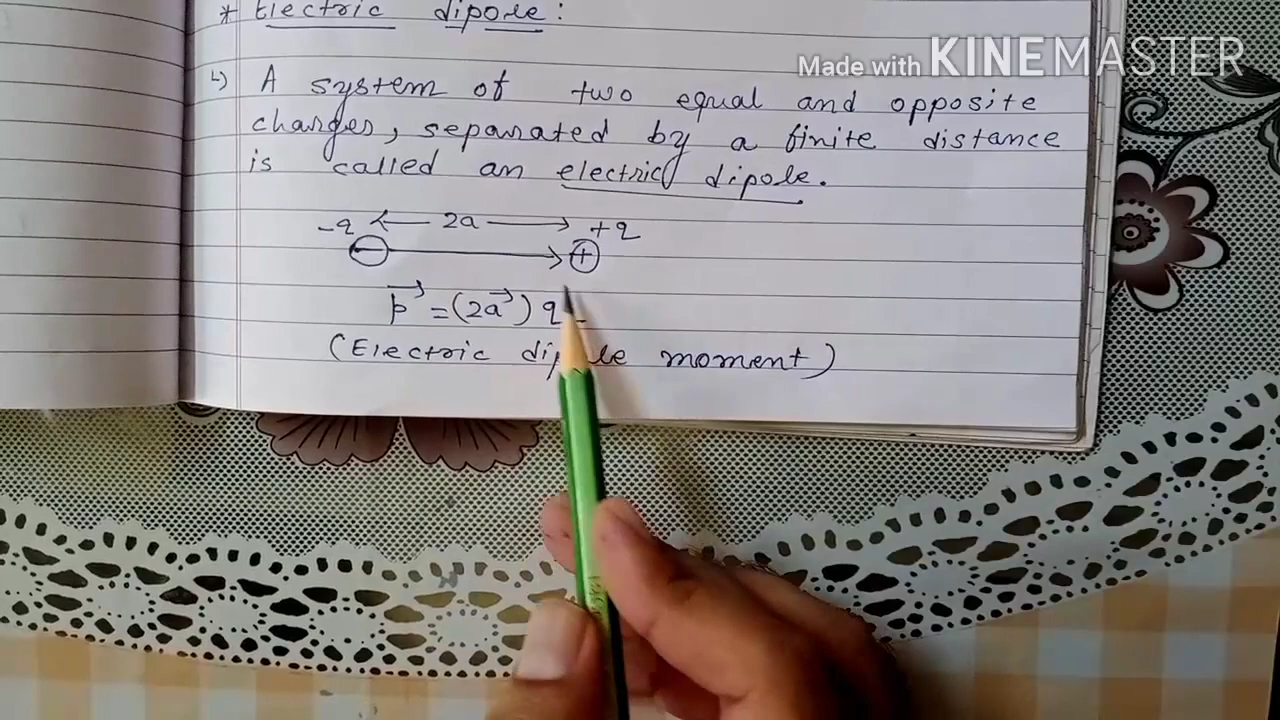 * Electric dipole:
Made with KINEMASTER
↳) A system of two equal and opposite
charges, separated by a finite distance
is called an electric dipole.
-q ← 2a → +q
- +
p⃗ = (2a⃗) q
(Electric dipole moment)